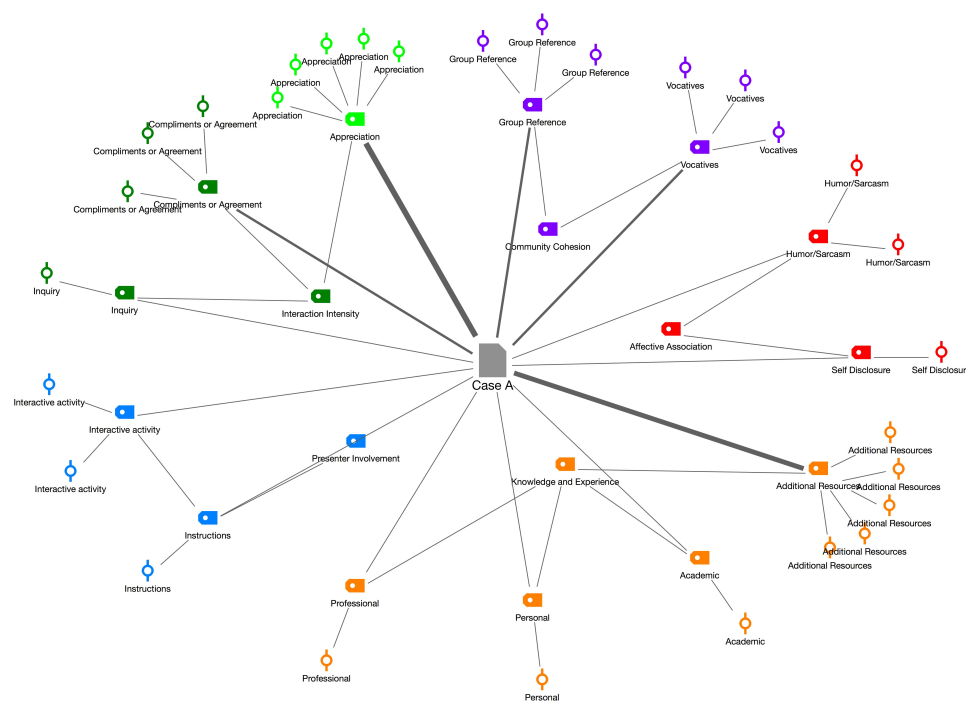 Group Reference
Appreciation
Appreciation
Group Reference
Appreciation
Group Reference
Appreciation
Vocatives
Vocatives
Appreciation
Group Reference
Compliments or Agreement
Appreciation
Vocatives
Compliments or Agreement
Vocatives
Humor/Sarcasm
Compliments or Agreement
Compliments or Agreement
Community Cohesion
Humor/Sarcasm
Humor/Sarcasm
Inquiry
Inquiry
Interaction Intensity
Affective Association
Self Disclosure
Self Disclosur
Case A
Interactive activity
Interactive activity
Additional Resources
Presenter Involvement
Knowledge and Experience
Additional Resources
Additional Resources
Interactive activity
Additional Resources
Instructions
Additional Resources
Additional Resources
Academic
Instructions
Professional
Personal
Academic
Professional
Personal